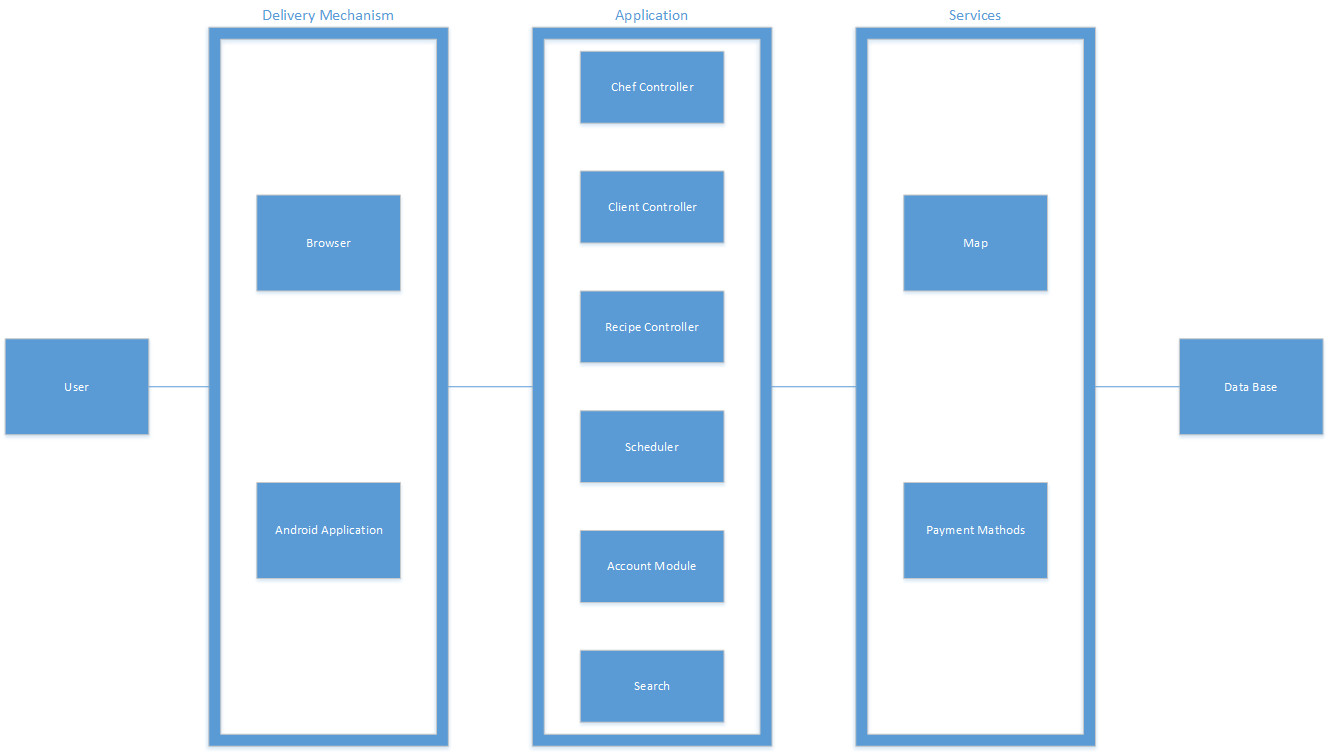 Delivery Mechanism
Application
Services
Chef Controller
Client Controller
Browser
Map
Recipe Controller
User
Data Base
Scheduler
Android Application
Payment Mathods
Account Module
Search